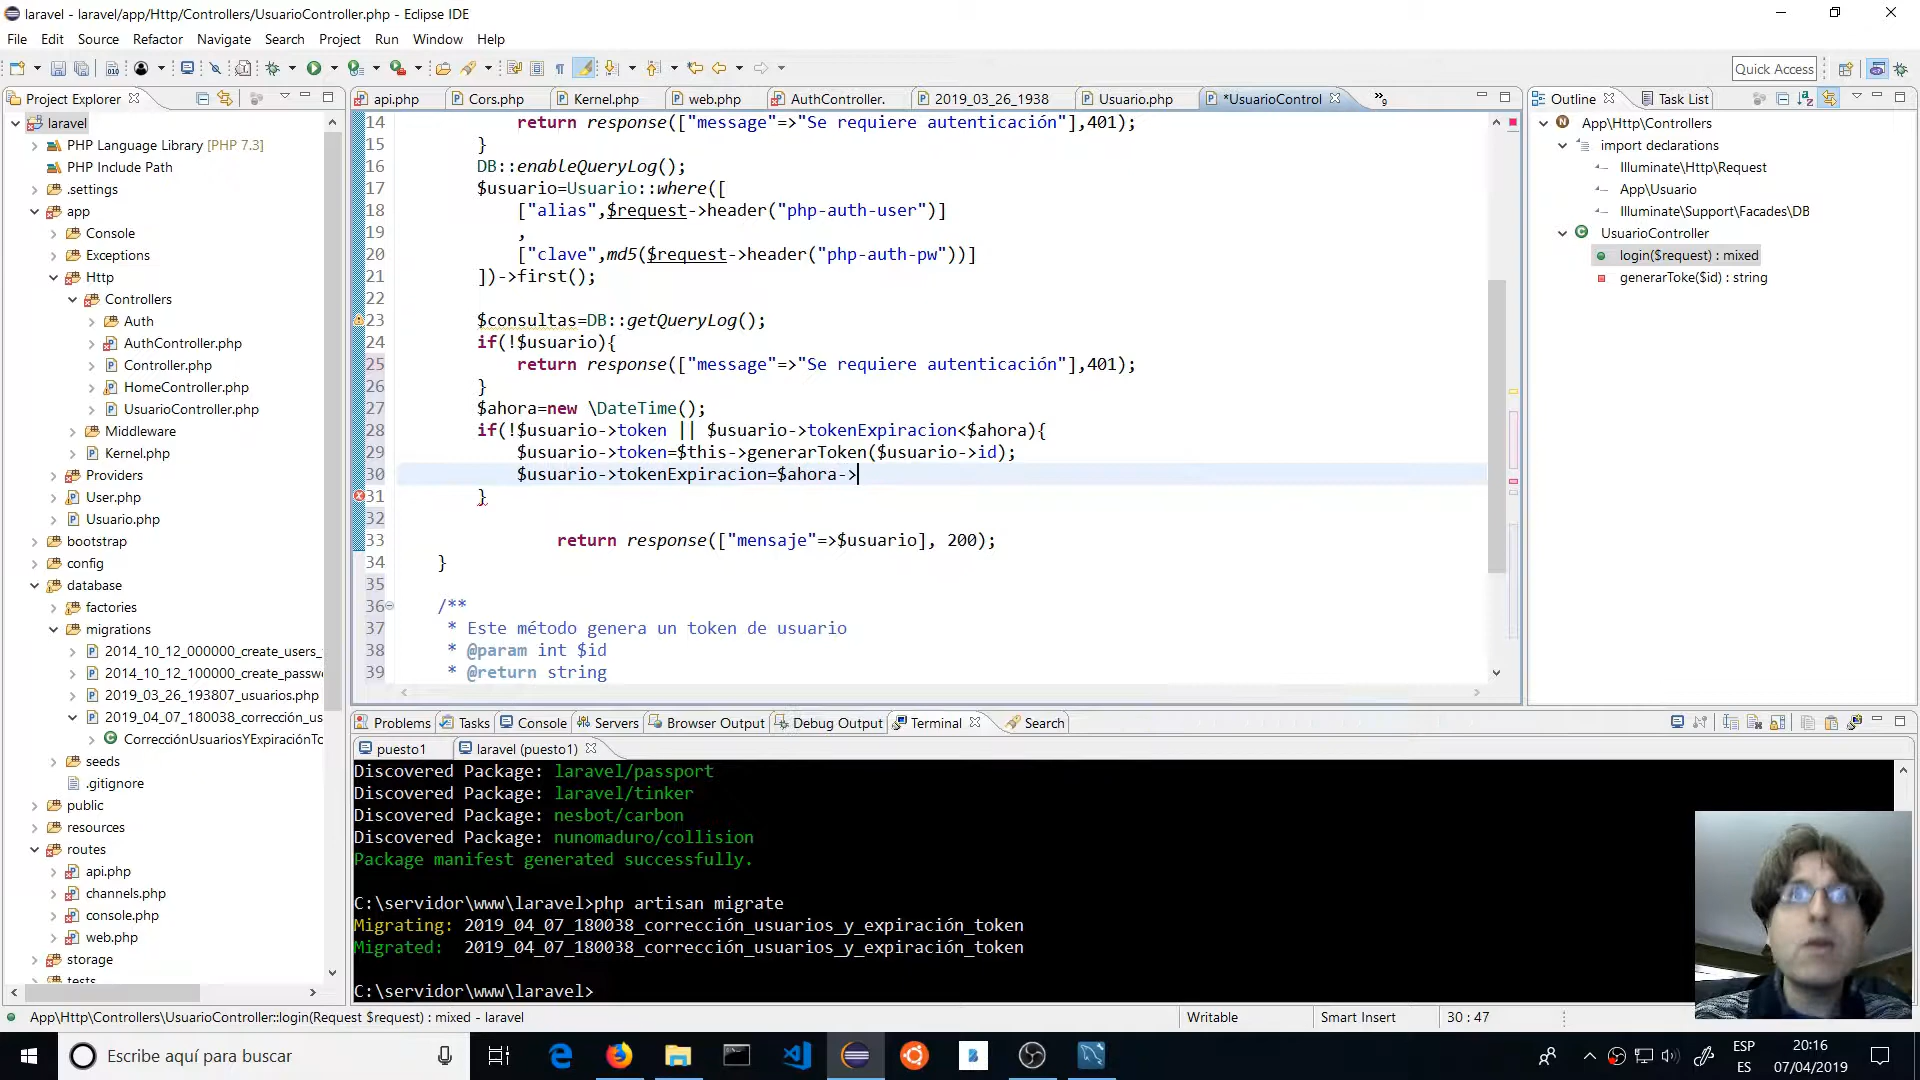 laravel - laravel/app/Http/Controllers/UsuarioController.php - Eclipse IDE
File Edit Source Refactor Navigate Search Project Run Window Help
Quick Access
Project Explorer
laravel
PHP Language Library [PHP 7.3]
PHP Include Path
.settings
app
Console
Exceptions
Http
Controllers
Auth
AuthController.php
Controller.php
HomeController.php
UsuarioController.php
Middleware
Kernel.php
Providers
User.php
Usuario.php
bootstrap
config
database
factories
migrations
2014_10_12_000000_create_users_
2014_10_12_100000_create_passw
2019_03_26_193807_usuarios.php
2019_04_07_180038_corrección_us
CorrecciónUsuariosYExpiraciónTo
seeds
.gitignore
public
resources
routes
api.php
channels.php
console.php
web.php
storage
tests
api.php Cors.php Kernel.php web.php AuthController. 2019_03_26_1938 Usuario.php *UsuarioControl »9
14 return response(["message"=>"Se requiere autenticación"],401);
15 }
16 DB::enableQueryLog();
17 $usuario=Usuario::where([
18 ["alias",$request->header("php-auth-user")]
19 ,
20 ["clave",md5($request->header("php-auth-pw"))]
21 ])->first();
22
23 $consultas=DB::getQueryLog();
24 if(!$usuario){
25 return response(["message"=>"Se requiere autenticación"],401);
26 }
27 $ahora=new \DateTime();
28 if(!$usuario->token || $usuario->tokenExpiracion<$ahora){
29 $usuario->token=$this->generarToken($usuario->id);
30 $usuario->tokenExpiracion=$ahora->
31 }
32
33 return response(["mensaje"=>$usuario], 200);
34 }
35
36 /**
37 * Este método genera un token de usuario
38 * @param int $id
39 * @return string
Outline Task List
App\Http\Controllers
import declarations
Illuminate\Http\Request
App\Usuario
Illuminate\Support\Facades\DB
UsuarioController
login($request) : mixed
generarToke($id) : string
Problems Tasks Console Servers Browser Output Debug Output Terminal Search
puesto1 laravel (puesto1)
Discovered Package: laravel/passport
Discovered Package: laravel/tinker
Discovered Package: nesbot/carbon
Discovered Package: nunomaduro/collision
Package manifest generated successfully.
C:\servidor\www\laravel>php artisan migrate
Migrating: 2019_04_07_180038_corrección_usuarios_y_expiración_token
Migrated: 2019_04_07_180038_corrección_usuarios_y_expiración_token
C:\servidor\www\laravel>
App\Http\Controllers\UsuarioController::login(Request $request) : mixed - laravel
Writable Smart Insert 30 : 47
Escribe aquí para buscar
ESP
ES
20:16
07/04/2019